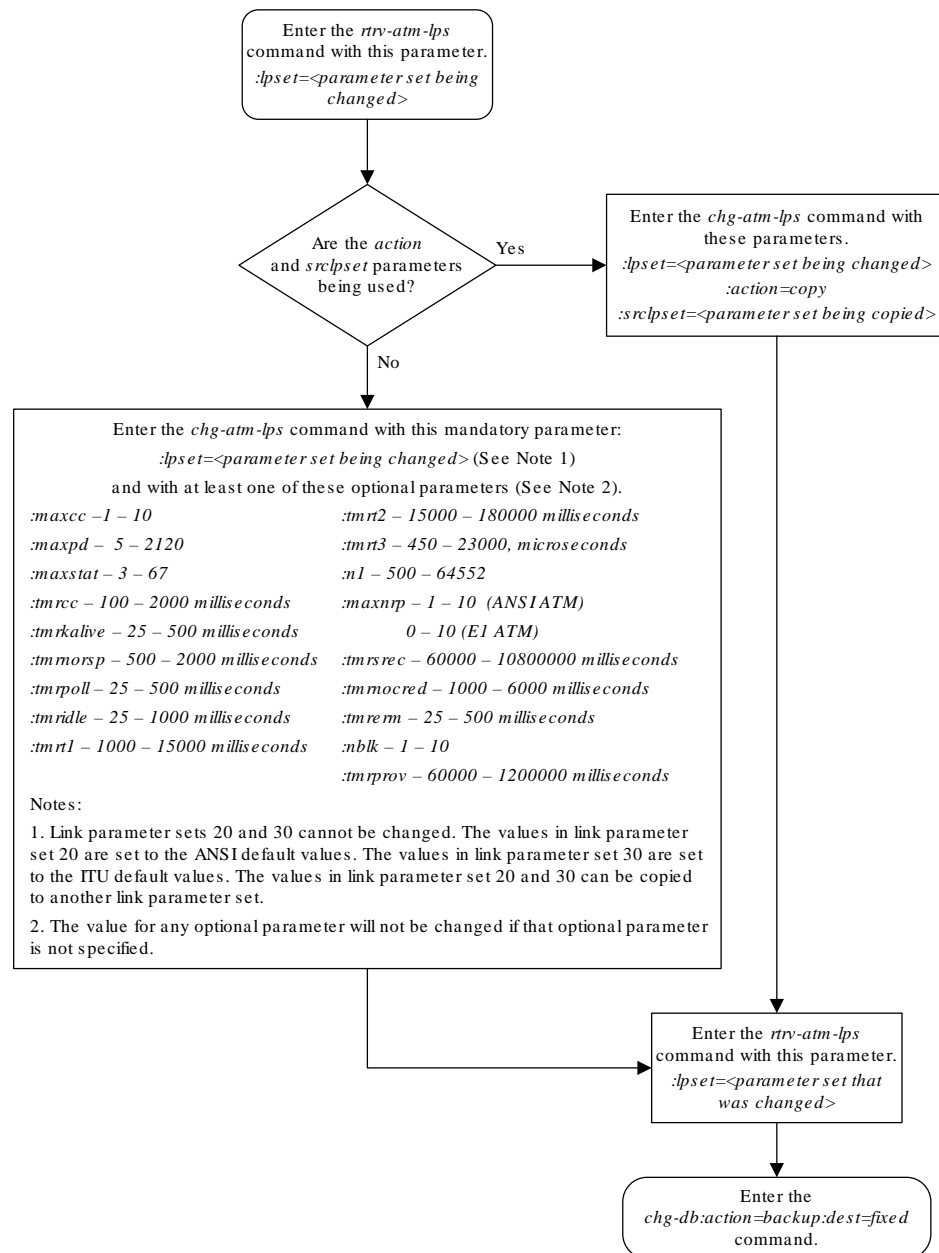 Enter the rtrv-atm-lps
command with this parameter.
:lpset=<parameter set being
changed>
Are the action
and srclpset parameters
being used?
Yes
No
Enter the chg-atm-lps command with
these parameters.
:lpset=<parameter set being changed>
:action=copy
:srclpset=<parameter set being copied>
Enter the chg-atm-lps command with this mandatory parameter:
:lpset=<parameter set being changed> (See Note 1)
and with at least one of these optional parameters (See Note 2).
:maxcc –1 – 10
:maxpd – 5 – 2120
:maxstat – 3 – 67
:tmrcc – 100 – 2000 milliseconds
:tmrkalive – 25 – 500 milliseconds
:tmrnorsp – 500 – 2000 milliseconds
:tmrpoll – 25 – 500 milliseconds
:tmridle – 25 – 1000 milliseconds
:tmrt1 – 1000 – 15000 milliseconds
:tmrt2 – 15000 – 180000 milliseconds
:tmrt3 – 450 – 23000, microseconds
:n1 – 500 – 64552
:maxnrp – 1 – 10 (ANSI ATM)
0 – 10 (E1 ATM)
:tmrsrec – 60000 – 10800000 milliseconds
:tmrnocred – 1000 – 6000 milliseconds
:tmrerm – 25 – 500 milliseconds
:nblk – 1 – 10
:tmrprov – 60000 – 1200000 milliseconds
Notes:
1. Link parameter sets 20 and 30 cannot be changed. The values in link parameter
set 20 are set to the ANSI default values. The values in link parameter set 30 are set
to the ITU default values. The values in link parameter set 20 and 30 can be copied
to another link parameter set.
2. The value for any optional parameter will not be changed if that optional parameter
is not specified.
Enter the rtrv-atm-lps
command with this parameter.
:lpset=<parameter set that
was changed>
Enter the
chg-db:action=backup:dest=fixed
command.